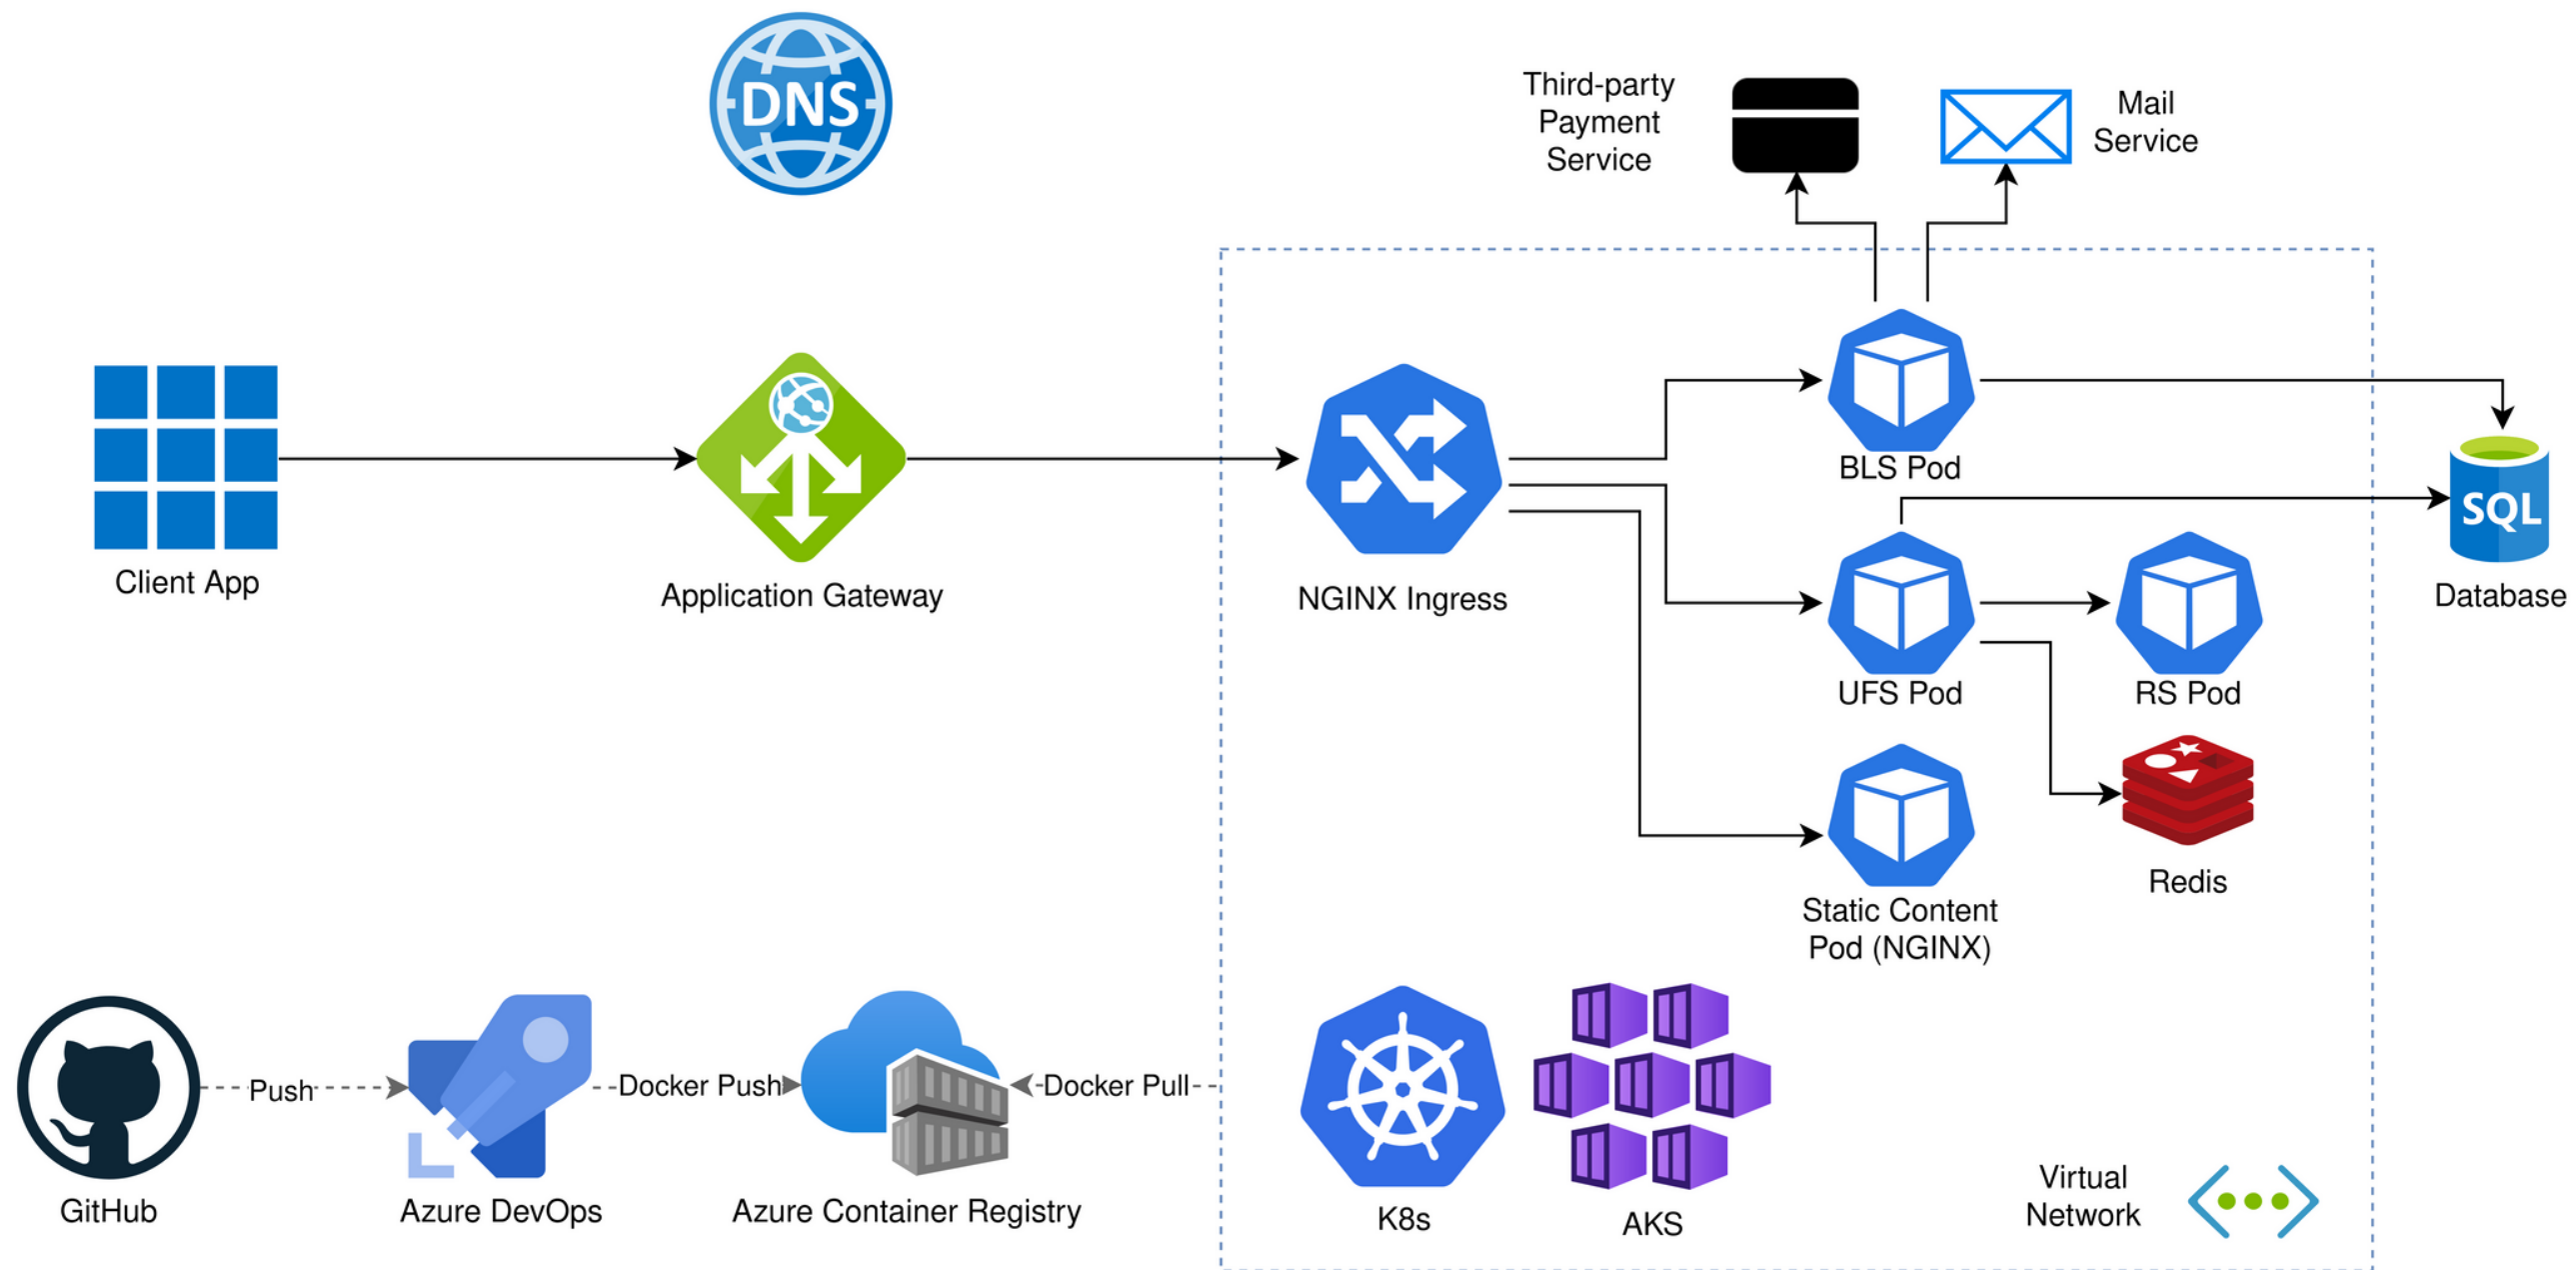 DNS
Third-party
Payment
Service
Mail
Service
Client App
Application Gateway
NGINX Ingress
BLS Pod
SQL
Database
UFS Pod
RS Pod
Redis
Static Content
Pod (NGINX)
Push
Docker Push
Docker Pull
GitHub
Azure DevOps
Azure Container Registry
K8s
AKS
Virtual
Network